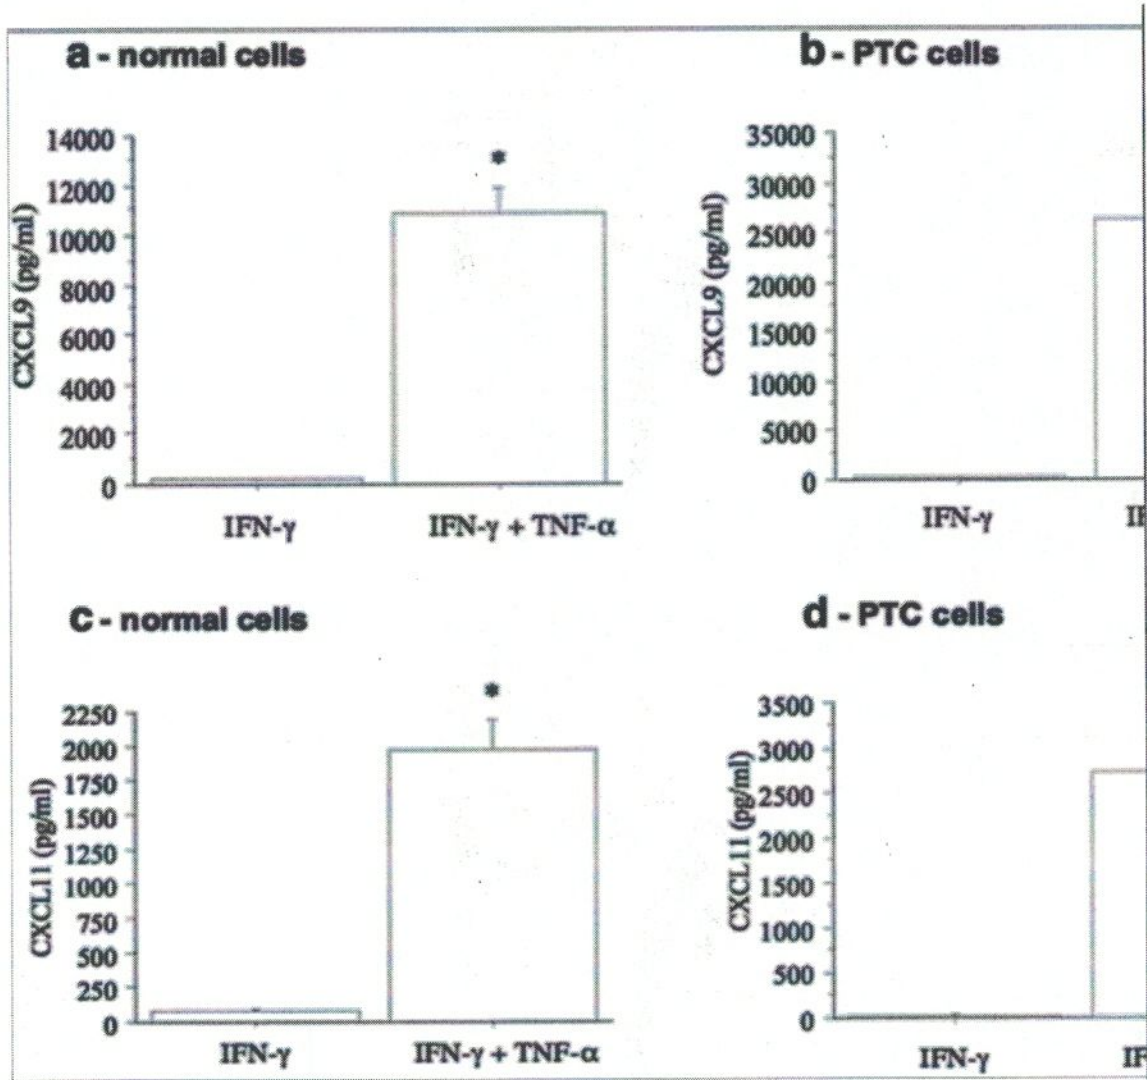 a - normal cells
b - PTC cells
CXCL9 (pg/ml)
14000
12000
10000
8000
6000
4000
2000
0
*
IFN-γ
IFN-γ + TNF-α
CXCL9 (pg/ml)
35000
30000
25000
20000
15000
10000
5000
0
IFN-γ
c - normal cells
d - PTC cells
CXCL11 (pg/ml)
2250
2000
1750
1500
1250
1000
750
500
250
0
*
IFN-γ
IFN-γ + TNF-α
CXCL11 (pg/ml)
3500
3000
2500
2000
1500
1000
500
0
IFN-γ